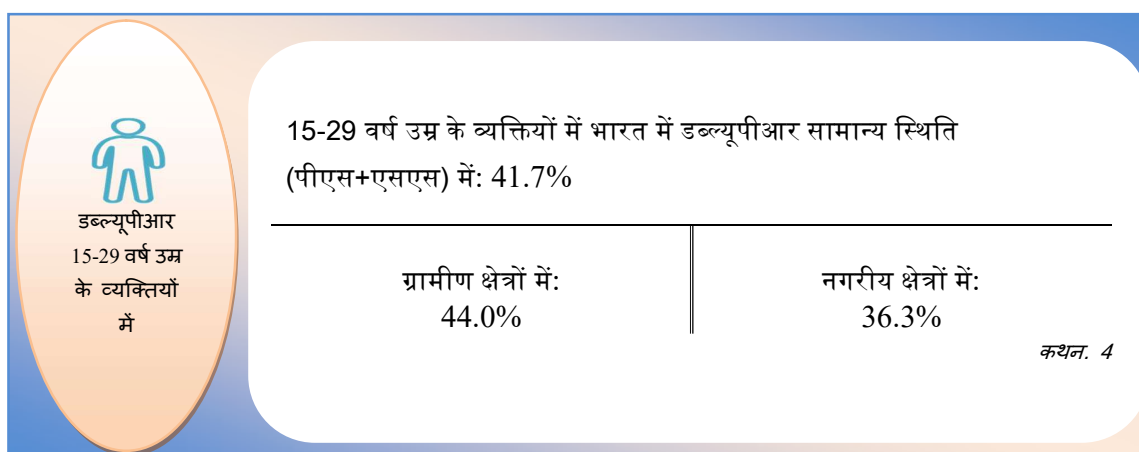 डब्ल्यूपीआर
15-29 वर्ष उम्र
के व्यक्तियों
में
15-29 वर्ष उम्र के व्यक्तियों में भारत में डब्ल्यूपीआर सामान्य स्थिति
(पीएस+एसएस) में: 41.7%
ग्रामीण क्षेत्रों में:
44.0%
नगरीय क्षेत्रों में:
36.3%
कथन. 4